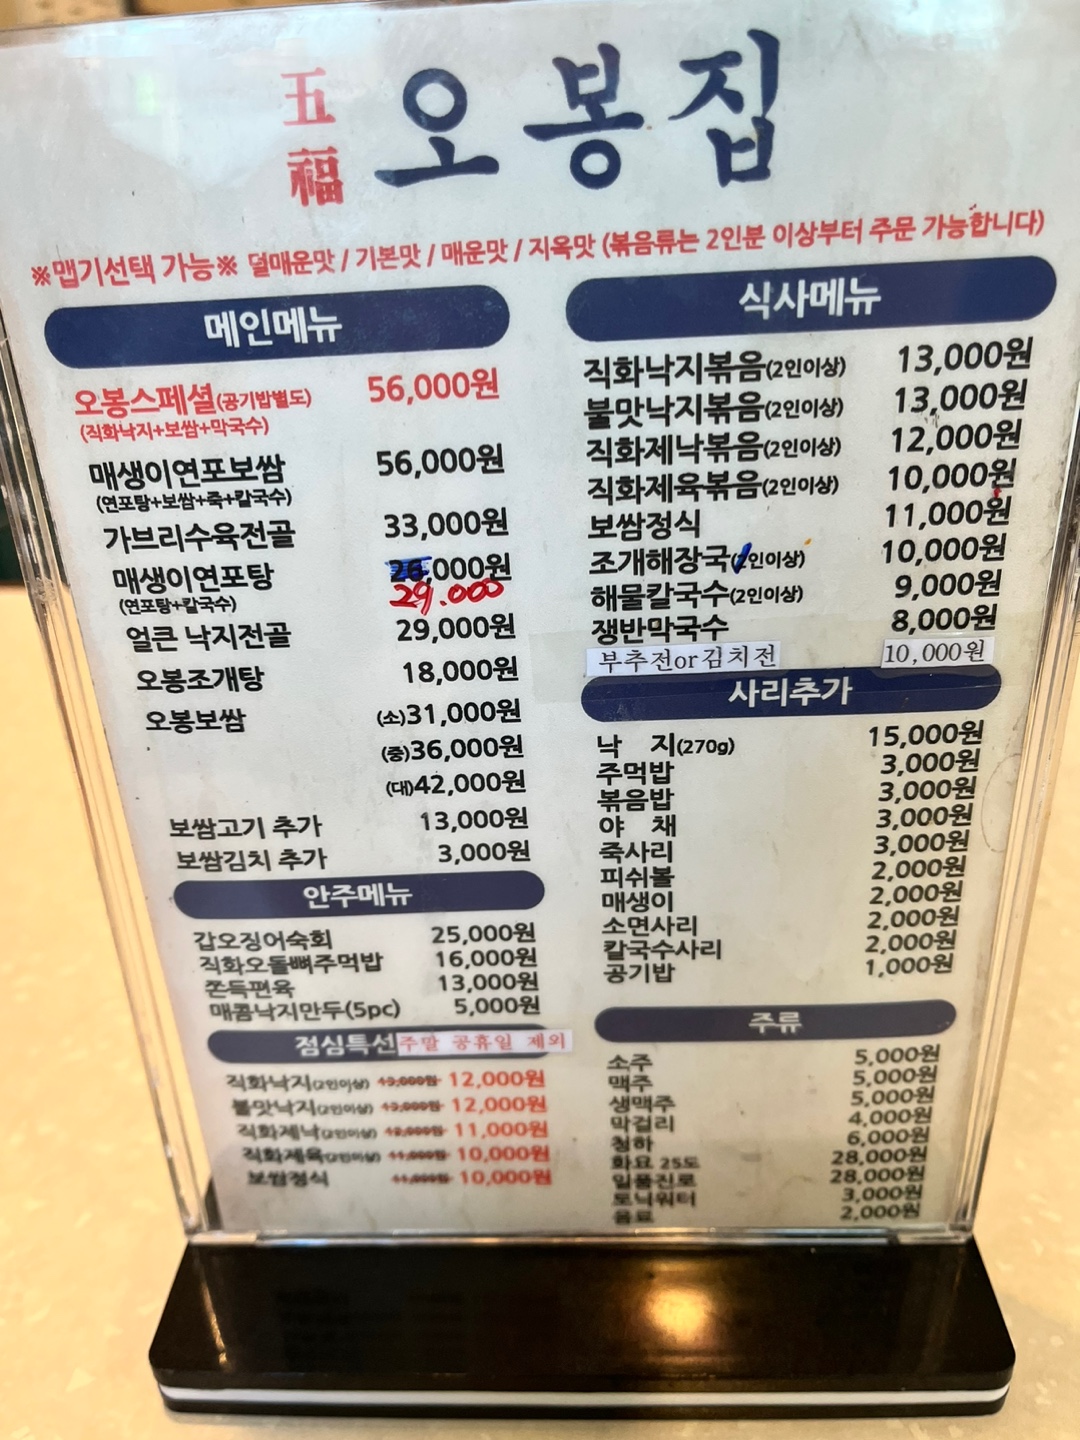 五福 오봉집
※맵기선택 가능※ 덜매운맛 / 기본맛 / 매운맛 / 지옥맛 (볶음류는 2인분 이상부터 주문 가능합니다)
메인메뉴
오봉스페셜(공기밥별도) 56,000원
(직화낙지+보쌈+막국수)
매생이연포보쌈 56,000원
(연포탕+보쌈+죽+칼국수)
가브리수육전골 33,000원
매생이연포탕 26,000원
(연포탕+칼국수) 29.000
얼큰 낙지전골 29,000원
오봉조개탕 18,000원
오봉보쌈 (소)31,000원
(중)36,000원
(대)42,000원
보쌈고기 추가 13,000원
보쌈김치 추가 3,000원
안주메뉴
갑오징어숙회 25,000원
직화오돌뼈주먹밥 16,000원
쫀득편육 13,000원
매콤낙지만두(5pc) 5,000원
점심특선 주말 공휴일 제외
직화낙지(2인이상) 13,000원 12,000원
불맛낙지(2인이상) 13,000원 12,000원
직화제낙(2인이상) 12,000원 11,000원
직화제육(2인이상) 11,000원 10,000원
보쌈정식 11,000원 10,000원
식사메뉴
직화낙지볶음(2인이상) 13,000원
불맛낙지볶음(2인이상) 13,000원
직화제낙볶음(2인이상) 12,000원
직화제육볶음(2인이상) 10,000원
보쌈정식 11,000원
조개해장국(1인이상) 10,000원
해물칼국수(2인이상) 9,000원
쟁반막국수 8,000원
부추전or김치전 10,000원
사리추가
낙 지(270g) 15,000원
주먹밥 3,000원
볶음밥 3,000원
야 채 3,000원
죽사리 3,000원
피쉬볼 2,000원
매생이 2,000원
소면사리 2,000원
칼국수사리 2,000원
공기밥 1,000원
주류
소주 5,000원
맥주 5,000원
생맥주 5,000원
막걸리 4,000원
청하 6,000원
화요 25도 28,000원
일품진로 28,000원
토닉워터 3,000원
음료 2,000원